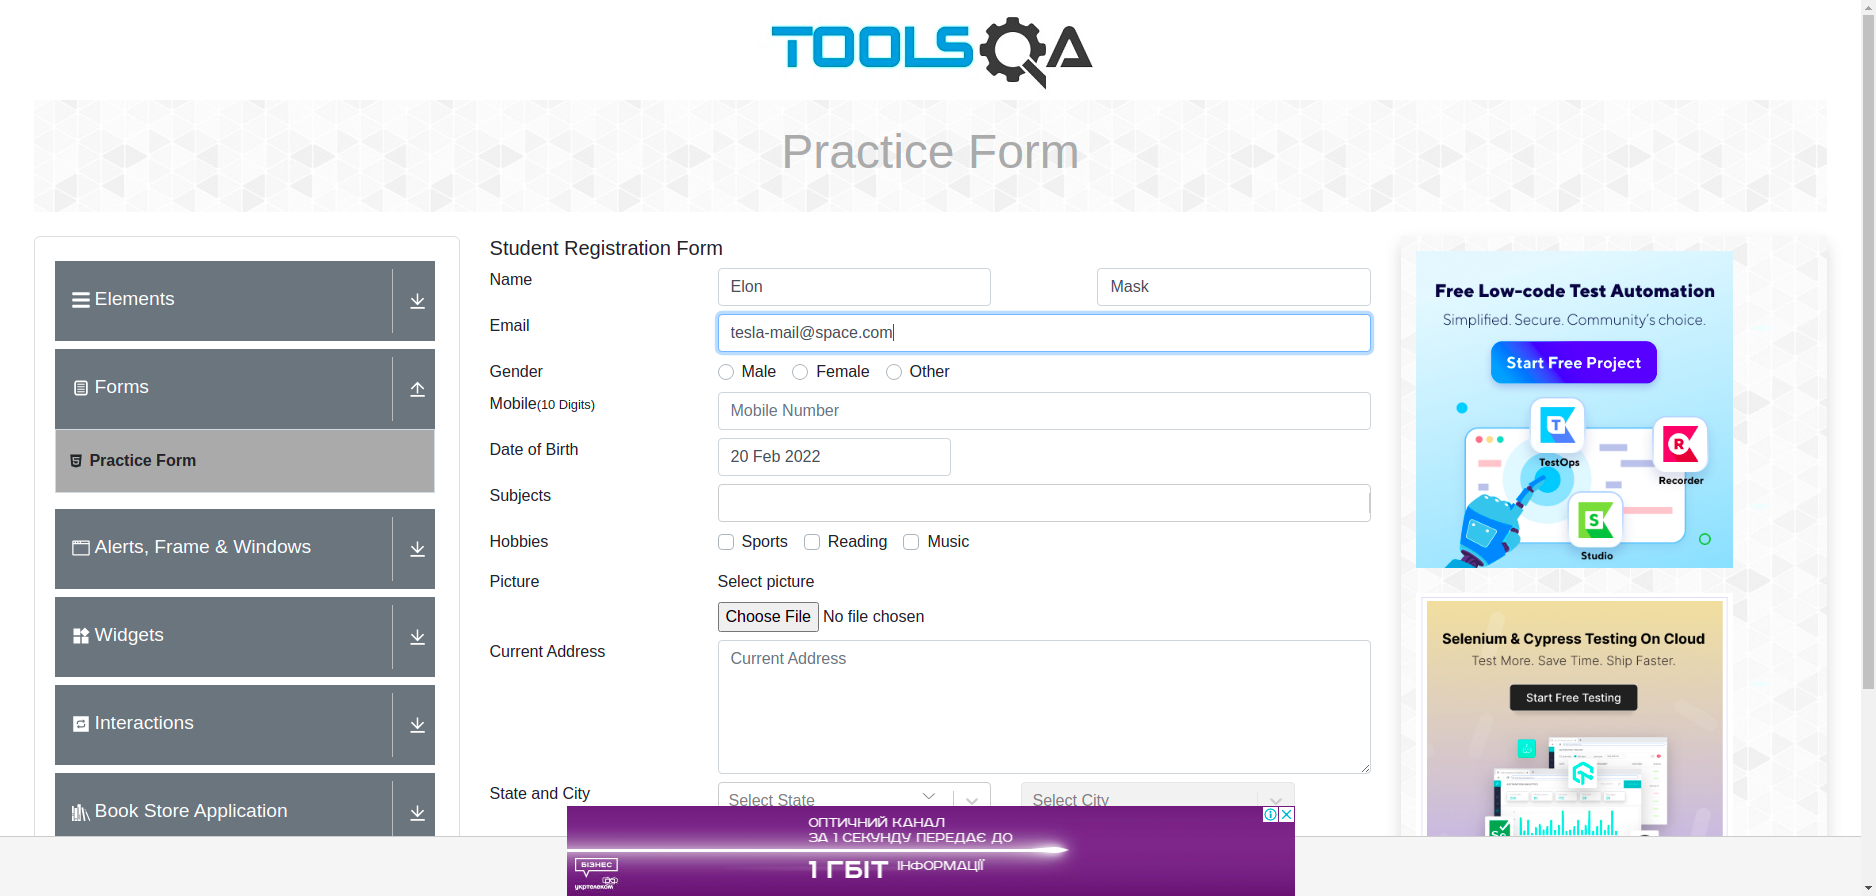 TOOLSQA
Practice Form
Elements
Forms
Practice Form
Alerts, Frame & Windows
Widgets
Interactions
Book Store Application
Student Registration Form
Name
Elon
Mask
Email
tesla-mail@space.com
Gender
Male
Female
Other
Mobile(10 Digits)
Mobile Number
Date of Birth
20 Feb 2022
Subjects
Hobbies
Sports
Reading
Music
Picture
Select picture
Choose File No file chosen
Current Address
Current Address
State and City
Select State
Select City
Free Low-code Test Automation
Simplified. Secure. Community's choice.
Start Free Project
T
TestOps
R
Recorder
S
Studio
Selenium & Cypress Testing On Cloud
Test More. Save Time. Ship Faster.
Start Free Testing
Se
ОПТИЧНИЙ КАНАЛ
ЗА 1 СЕКУНДУ ПЕРЕДАЄ ДО
1 ГБІТ ІНФОРМАЦІЇ
БІЗНЕС
укртелеком